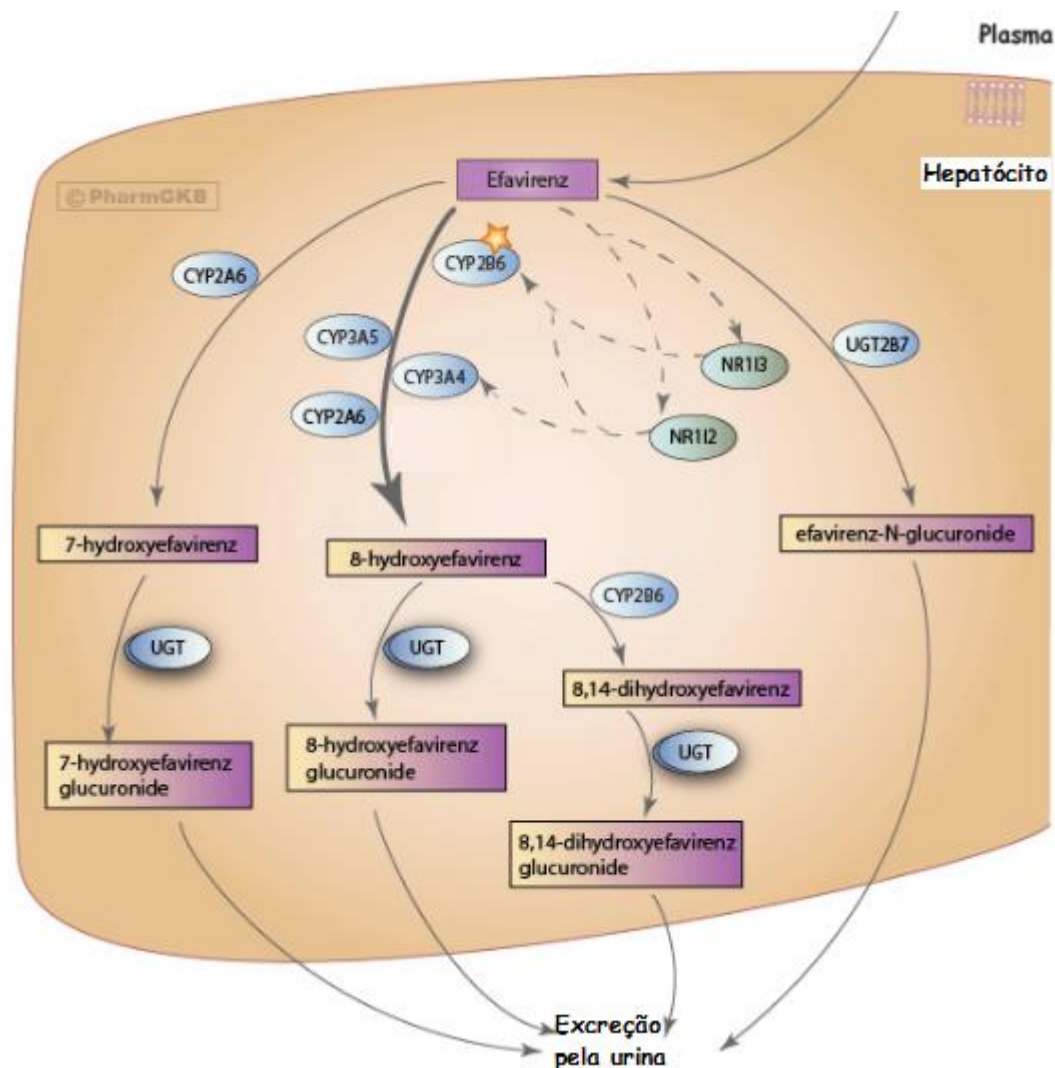 Plasma
Hepatócito
©PharmGKB
Efavirenz
CYP2B6
CYP2A6
CYP3A5
CYP3A4
CYP2A6
NR1I3
UGT2B7
NR1I2
7-hydroxyefavirenz
8-hydroxyefavirenz
efavirenz-N-glucuronide
CYP2B6
UGT
UGT
8,14-dihydroxyefavirenz
UGT
7-hydroxyefavirenz
glucuronide
8-hydroxyefavirenz
glucuronide
8,14-dihydroxyefavirenz
glucuronide
Excreção
pela urina